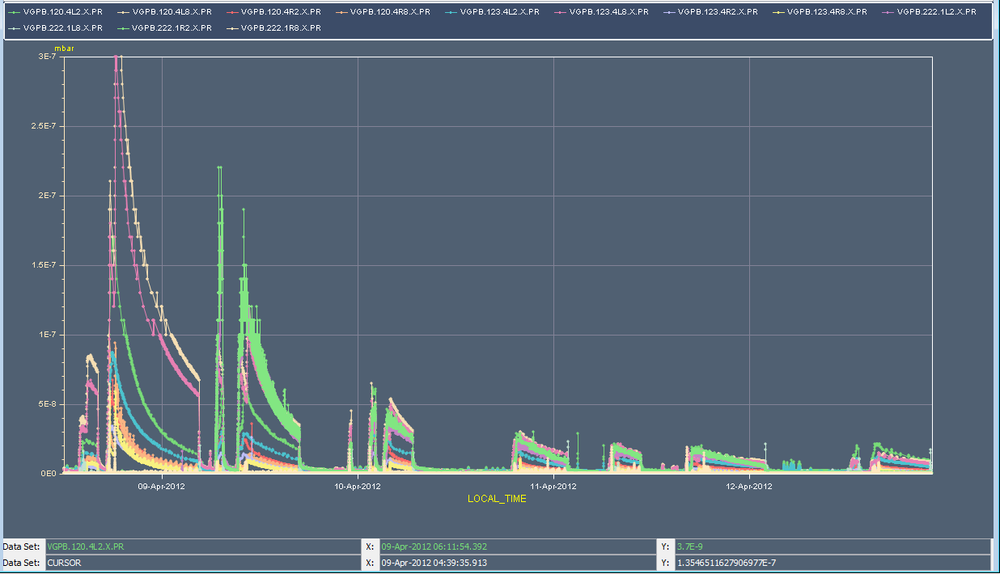 VGPB.120.4L2.X.PR VGPB.120.4L8.X.PR VGPB.120.4R2.X.PR VGPB.120.4R8.X.PR VGPB.123.4L2.X.PR VGPB.123.4L8.X.PR VGPB.123.4R2.X.PR VGPB.123.4R8.X.PR VGPB.222.1L2.X.PR
VGPB.222.1L8.X.PR VGPB.222.1R2.X.PR VGPB.222.1R8.X.PR
mbar
3E-7
2.5E-7
2E-7
1.5E-7
1E-7
5E-8
0E0
09-Apr-2012 10-Apr-2012 11-Apr-2012 12-Apr-2012
LOCAL_TIME
Data Set: VGPB.120.4L2.X.PR X: 09-Apr-2012 06:11:54.392 Y: 3.7E-9
Data Set: CURSOR X: 09-Apr-2012 04:39:35.913 Y: 1.3546511627906977E-7